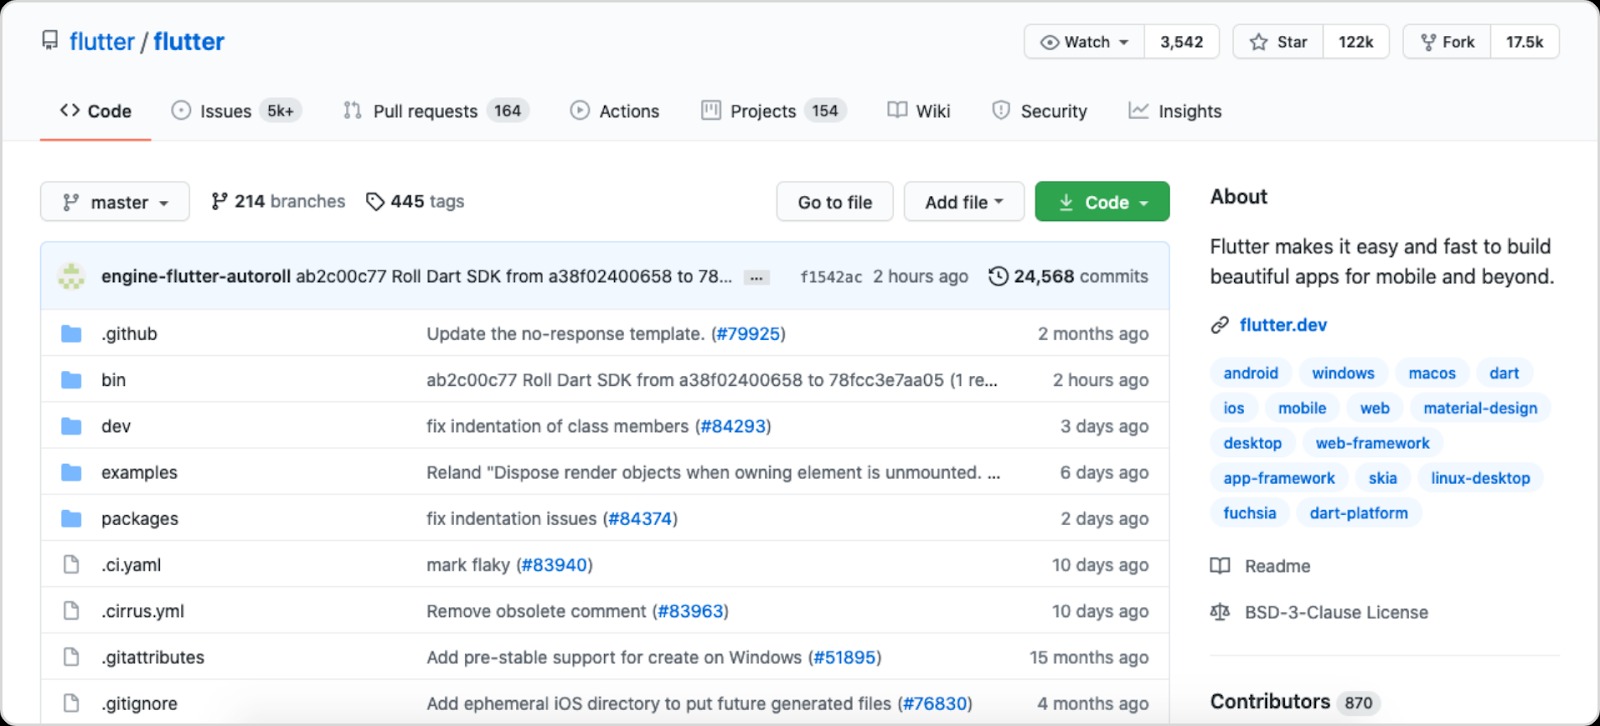 flutter / flutter
Watch 3,542 Star 122k Fork 17.5k
<> Code Issues 5k+ Pull requests 164 Actions Projects 154 Wiki Security Insights
master 214 branches 445 tags Go to file Add file Code
engine-flutter-autoroll ab2c00c77 Roll Dart SDK from a38f02400658 to 78... ... f1542ac 2 hours ago 24,568 commits
.github Update the no-response template. (#79925) 2 months ago
bin ab2c00c77 Roll Dart SDK from a38f02400658 to 78fcc3e7aa05 (1 re... 2 hours ago
dev fix indentation of class members (#84293) 3 days ago
examples Reland "Dispose render objects when owning element is unmounted. ... 6 days ago
packages fix indentation issues (#84374) 2 days ago
.ci.yaml mark flaky (#83940) 10 days ago
.cirrus.yml Remove obsolete comment (#83963) 10 days ago
.gitattributes Add pre-stable support for create on Windows (#51895) 15 months ago
.gitignore Add ephemeral iOS directory to put future generated files (#76830) 4 months ago
About
Flutter makes it easy and fast to build
beautiful apps for mobile and beyond.
flutter.dev
android windows macos dart
ios mobile web material-design
desktop web-framework
app-framework skia linux-desktop
fuchsia dart-platform
Readme
BSD-3-Clause License
Contributors 870